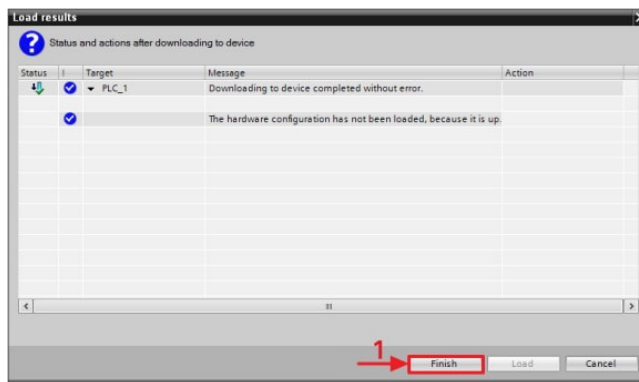 Load results
?
Status and actions after downloading to device
Status ! Target Message Action
PLC_1 Downloading to device completed without error.
The hardware configuration has not been loaded, because it is up.
1
Finish Load Cancel